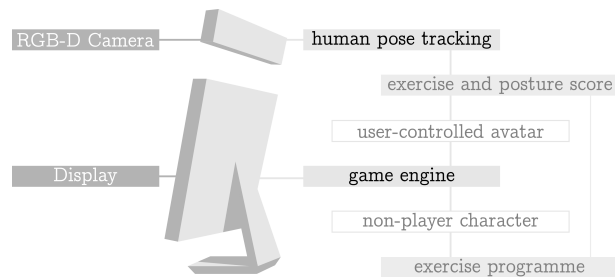 RGB-D Camera
human pose tracking
exercise and posture score
user-controlled avatar
Display
game engine
non-player character
exercise programme